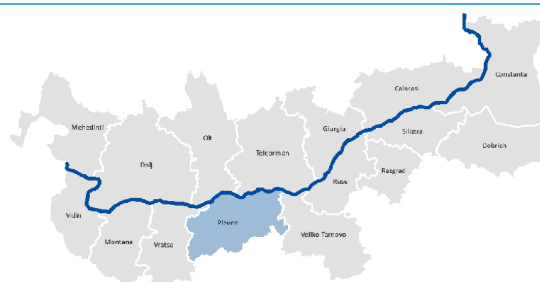 Constanta
Calarasi
Mehedinti
Olt
Giurgiu
Silistra
Dobrich
Teleorman
Dolj
Razgrad
Ruse
Vidin
Pleven
Veliko Tarnovo
Montana
Vratsa